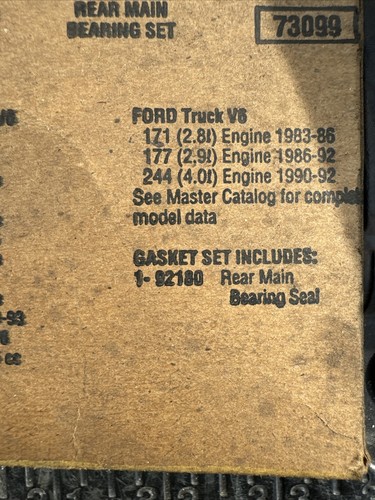 REAR MAIN
BEARING SET
73099
FORD Truck V6
171 (2.8l) Engine 1983-86
177 (2.9l) Engine 1986-92
244 (4.0l) Engine 1990-92
See Master Catalog for complet
model data
GASKET SET INCLUDES:
1- 92180 Rear Main
Bearing Seal
-93
cc